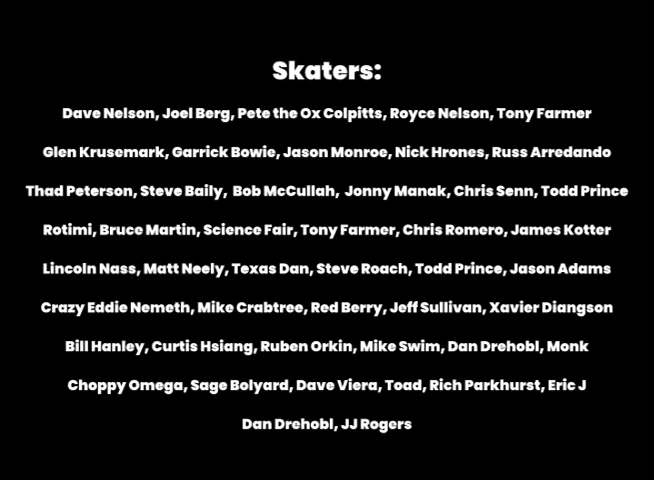 Skaters:
Dave Nelson, Joel Berg, Pete the Ox Colpitts, Royce Nelson, Tony Farmer
Glen Krusemark, Garrick Bowie, Jason Monroe, Nick Hrones, Russ Arredando
Thad Peterson, Steve Baily, Bob McCullah, Jonny Manak, Chris Senn, Todd Prince
Rotimi, Bruce Martin, Science Fair, Tony Farmer, Chris Romero, James Kotter
Lincoln Nass, Matt Neely, Texas Dan, Steve Roach, Todd Prince, Jason Adams
Crazy Eddie Nemeth, Mike Crabtree, Red Berry, Jeff Sullivan, Xavier Diangson
Bill Hanley, Curtis Hsiang, Ruben Orkin, Mike Swim, Dan Drehobl, Monk
Choppy Omega, Sage Bolyard, Dave Viera, Toad, Rich Parkhurst, Eric J
Dan Drehobl, JJ Rogers